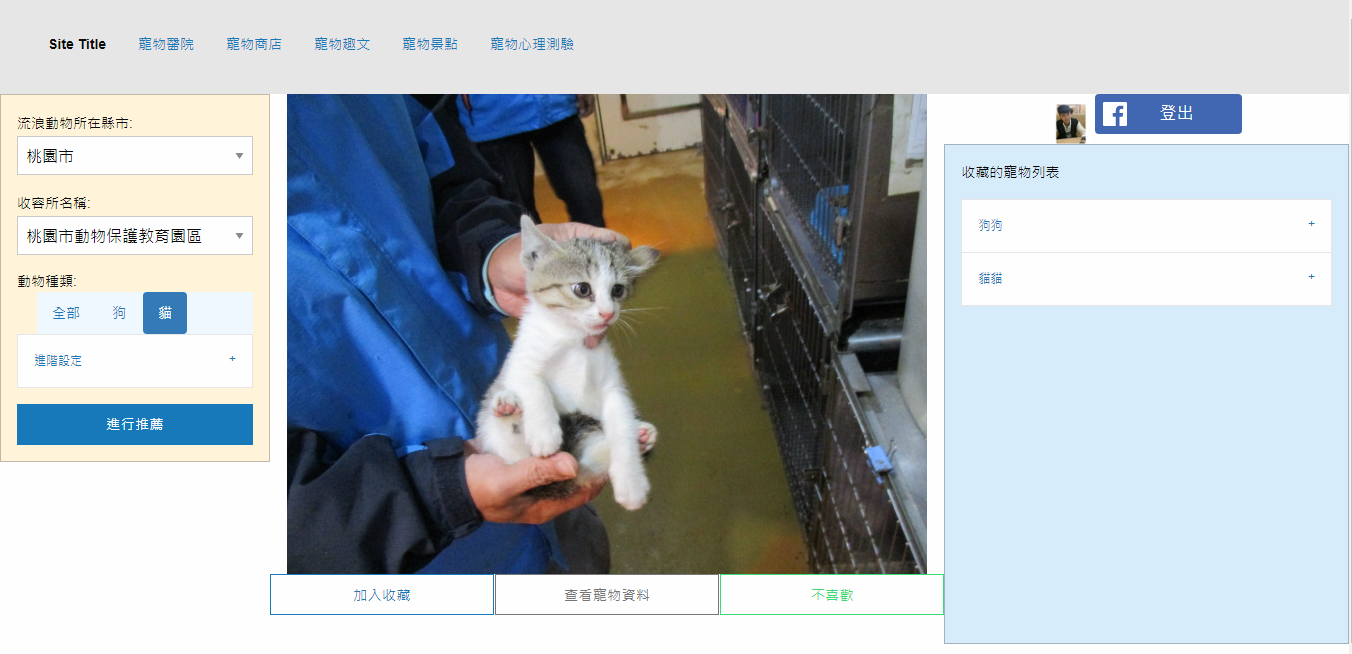 Site Title 寵物醫院 寵物商店 寵物趣文 寵物景點 寵物心理測驗
流浪動物所在縣市:
桃園市
收容所名稱:
桃園市動物保護教育園區
動物種類:
全部 狗 貓
進階設定 +
進行推薦
加入收藏 查看寵物資料 不喜歡
登出
收藏的寵物列表
狗狗 +
貓貓 +